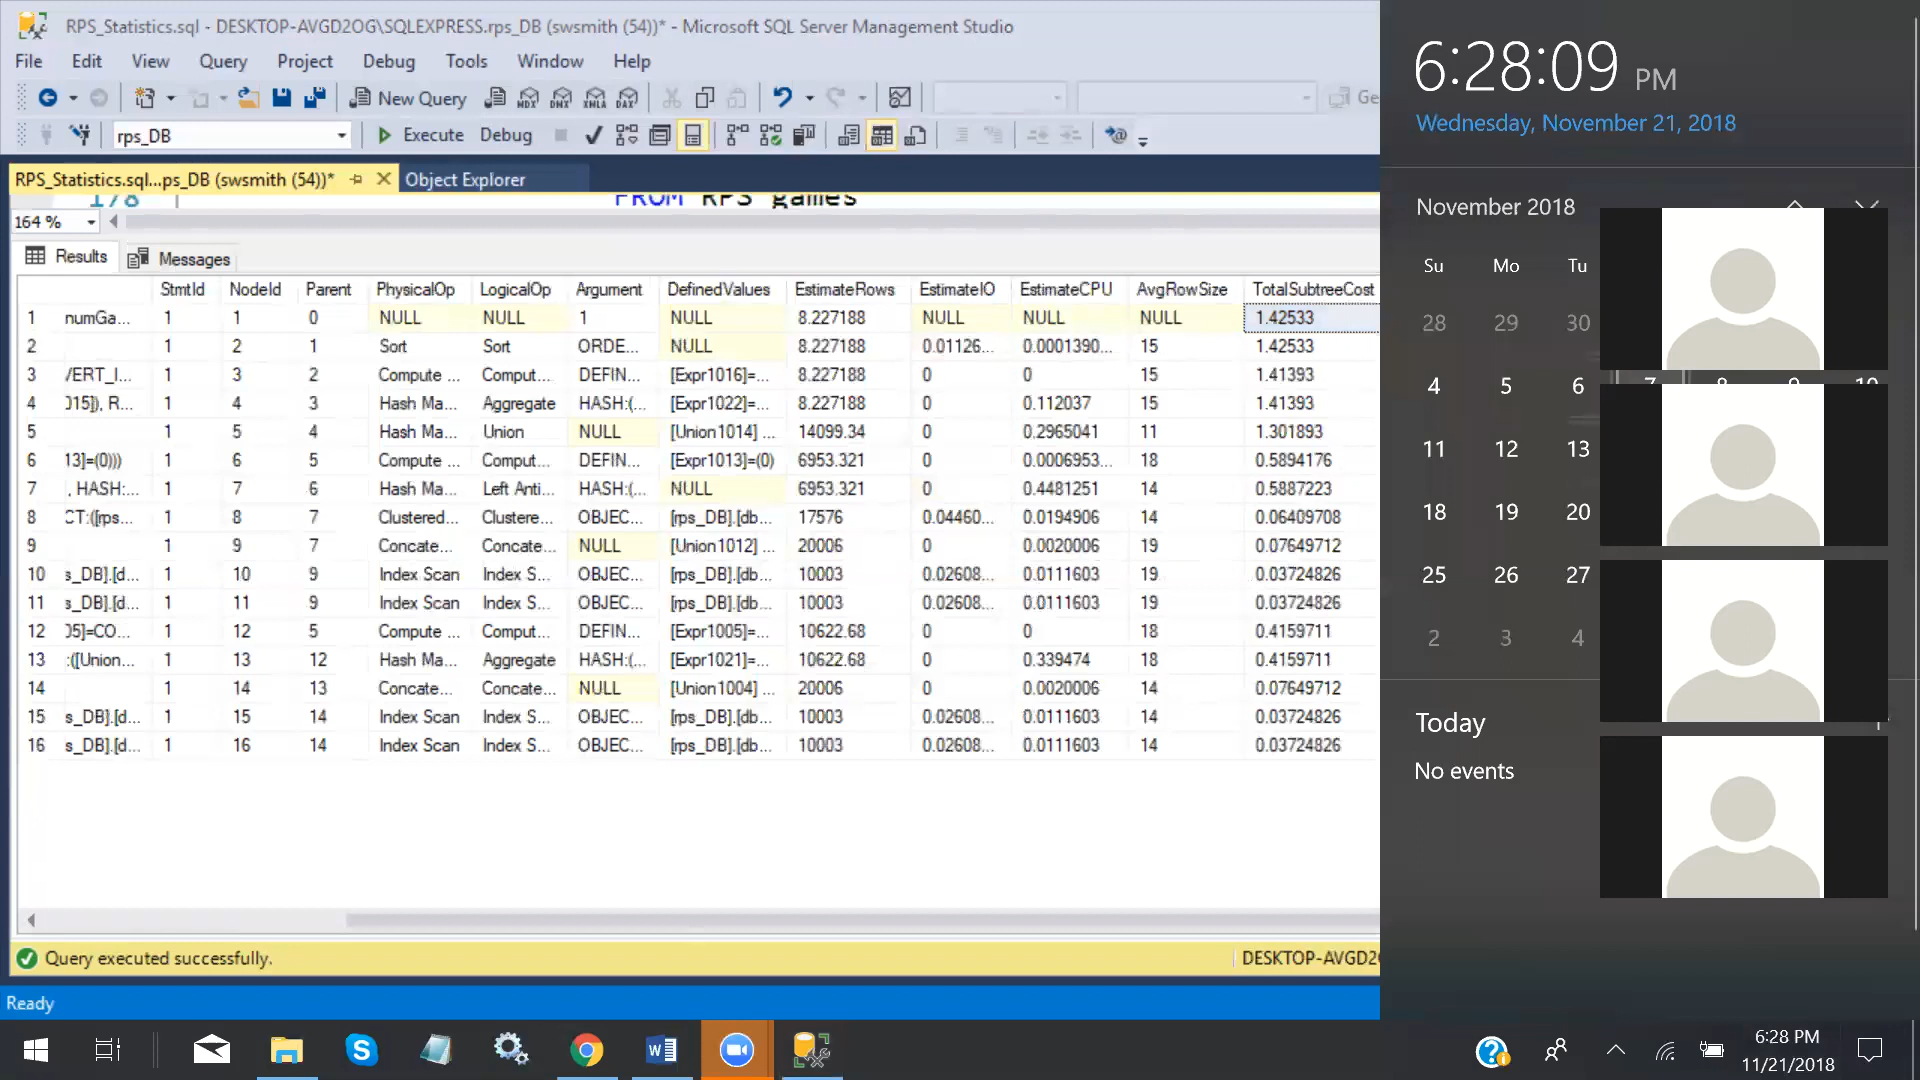 RPS_Statistics.sql - DESKTOP-AVGD2OG\SQLEXPRESS.rps_DB (swsmith (54))* - Microsoft SQL Server Management Studio
File Edit View Query Project Debug Tools Window Help
New Query MDX DMX XMLA DAX Ge
rps_DB Execute Debug
RPS_Statistics.sql...ps_DB (swsmith (54))* Object Explorer
178 FROM RPS games
164 %
Results Messages
StmtId NodeId Parent PhysicalOp LogicalOp Argument DefinedValues EstimateRows EstimateIO EstimateCPU AvgRowSize TotalSubtreeCost
1 numGa... 1 1 0 NULL NULL 1 NULL 8.227188 NULL NULL NULL 1.42533
2 1 2 1 Sort Sort ORDE... NULL 8.227188 0.01126... 0.0001390... 15 1.42533
3 /ERT_I... 1 3 2 Compute ... Comput... DEFIN... [Expr1016]=... 8.227188 0 0 15 1.41393
4 015]), R... 1 4 3 Hash Ma... Aggregate HASH:(... [Expr1022]=... 8.227188 0 0.112037 15 1.41393
5 1 5 4 Hash Ma... Union NULL [Union1014] ... 14099.34 0 0.2965041 11 1.301893
6 13]=(0))) 1 6 5 Compute ... Comput... DEFIN... [Expr1013]=(0) 6953.321 0 0.0006953... 18 0.5894176
7 , HASH:... 1 7 6 Hash Ma... Left Anti... HASH:(... NULL 6953.321 0 0.4481251 14 0.5887223
8 CT:([rps... 1 8 7 Clustered... Clustere... OBJEC... [rps_DB].[db... 17576 0.04460... 0.0194906 14 0.06409708
9 1 9 7 Concate... Concate... NULL [Union1012] ... 20006 0 0.0020006 19 0.07649712
10 s_DB].[d... 1 10 9 Index Scan Index S... OBJEC... [rps_DB].[db... 10003 0.02608... 0.0111603 19 0.03724826
11 s_DB].[d... 1 11 9 Index Scan Index S... OBJEC... [rps_DB].[db... 10003 0.02608... 0.0111603 19 0.03724826
12 05]=CO... 1 12 5 Compute ... Comput... DEFIN... [Expr1005]=... 10622.68 0 0 18 0.4159711
13 :([Union... 1 13 12 Hash Ma... Aggregate HASH:(... [Expr1021]=... 10622.68 0 0.339474 18 0.4159711
14 1 14 13 Concate... Concate... NULL [Union1004] ... 20006 0 0.0020006 14 0.07649712
15 s_DB].[d... 1 15 14 Index Scan Index S... OBJEC... [rps_DB].[db... 10003 0.02608... 0.0111603 14 0.03724826
16 s_DB].[d... 1 16 14 Index Scan Index S... OBJEC... [rps_DB].[db... 10003 0.02608... 0.0111603 14 0.03724826
Query executed successfully. DESKTOP-AVGD2O
Ready
6:28:09 PM
Wednesday, November 21, 2018
November 2018
Su Mo Tu
28 29 30
4 5 6 7 8 9 10
11 12 13
18 19 20
25 26 27
2 3 4
Today
No events
6:28 PM
11/21/2018